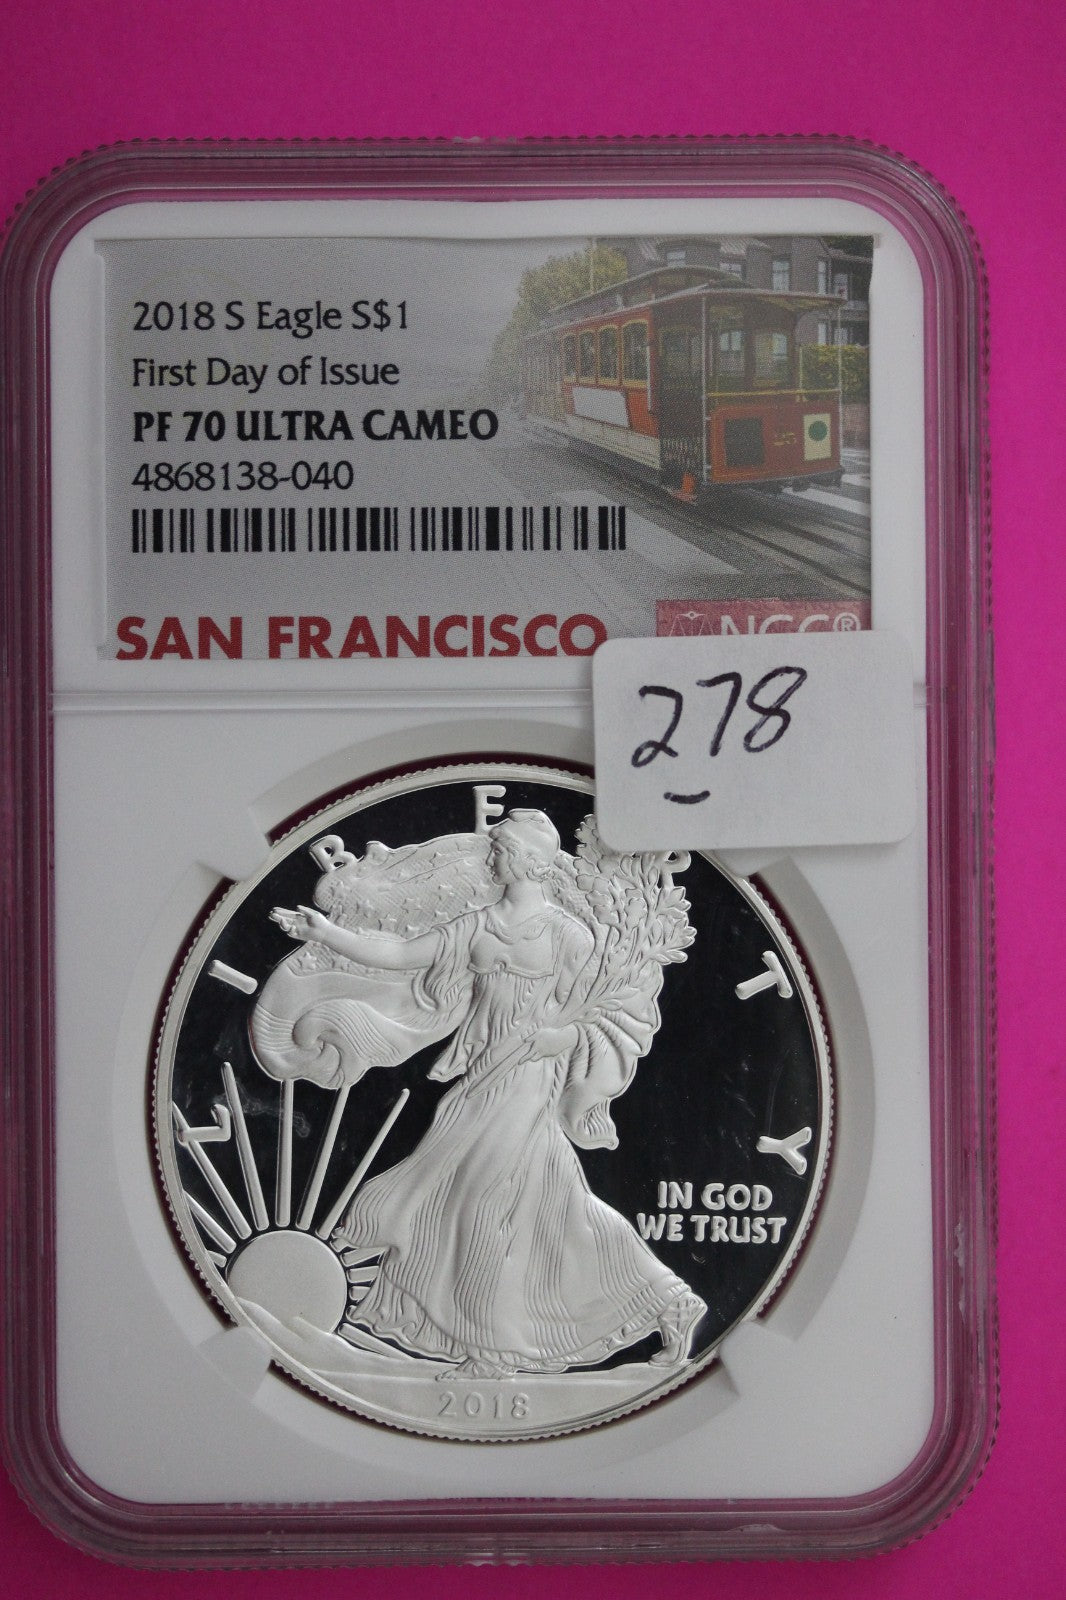 2018 S Eagle S$1
First Day of Issue
PF 70 ULTRA CAMEO
4868138-040
25
SAN FRANCISCO
NGC®
278
LIBERTY
IN GOD
WE TRUST
2018